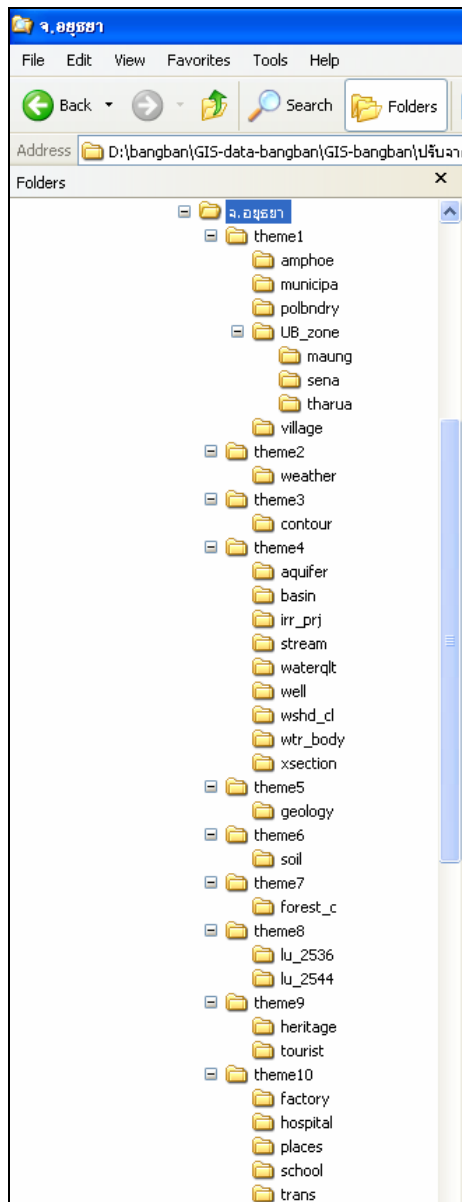 จ.อยุธยา
File Edit View Favorites Tools Help
Back Search Folders
Address D:\bangban\GIS-data-bangban\GIS-bangban\ปรับจาก
Folders
จ.อยุธยา
theme1
amphoe
municipa
polbndry
UB_zone
maung
sena
tharua
village
theme2
weather
theme3
contour
theme4
aquifer
basin
irr_prj
stream
waterqlt
well
wshd_cl
wtr_body
xsection
theme5
geology
theme6
soil
theme7
forest_c
theme8
lu_2536
lu_2544
theme9
heritage
tourist
theme10
factory
hospital
places
school
trans